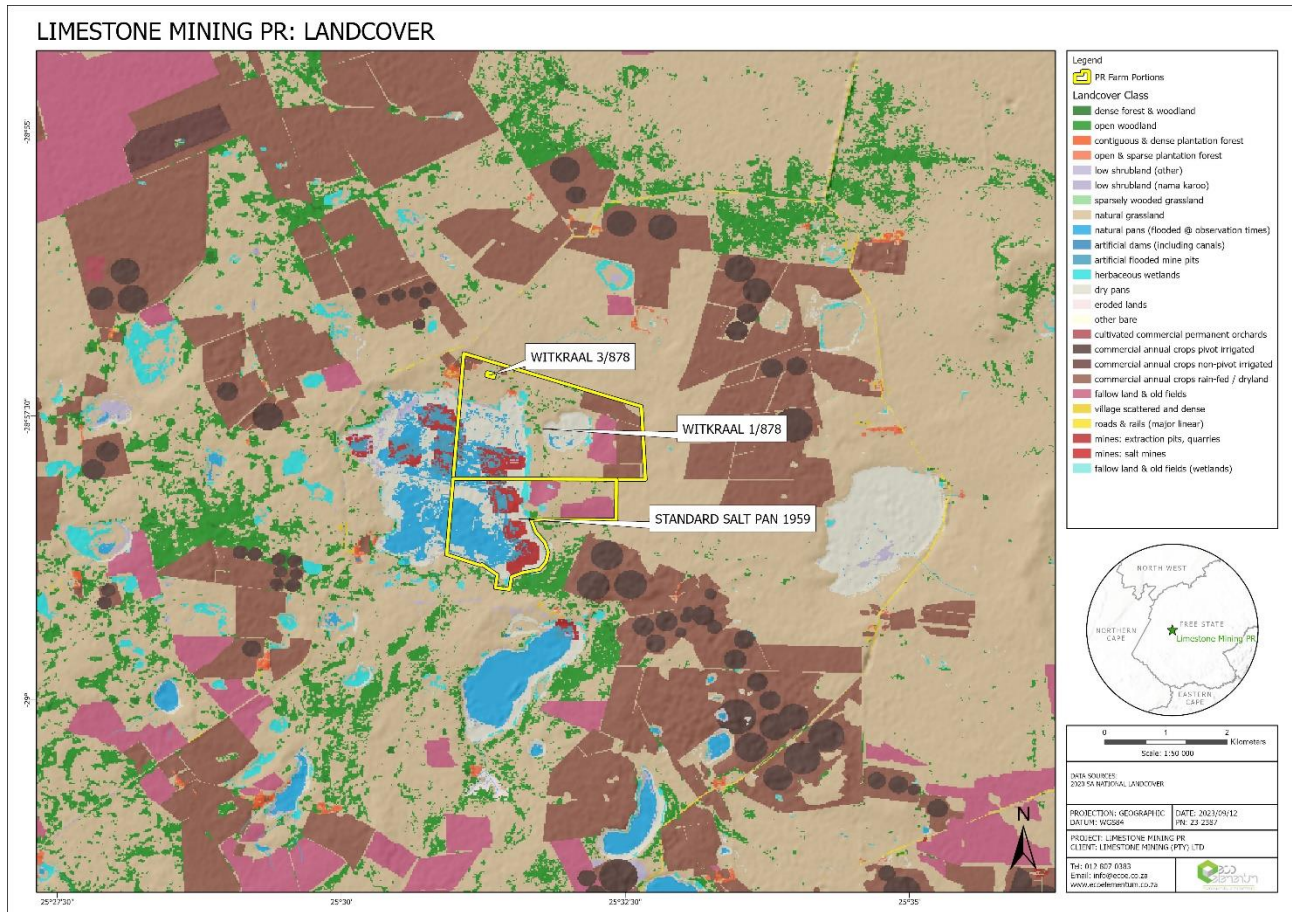 LIMESTONE MINING PR: LANDCOVER
-28°55'
-28°57'30"
-29°
25°27'30"
25°30'
25°32'30"
25°35'
WITKRAAL 3/878
WITKRAAL 1/878
STANDARD SALT PAN 1959
N
Legend
PR Farm Portions
Landcover Class
dense forest & woodland
open woodland
contiguous & dense plantation forest
open & sparse plantation forest
low shrubland (other)
low shrubland (nama karoo)
sparsely wooded grassland
natural grassland
natural pans (flooded @ observation times)
artificial dams (including canals)
artificial flooded mine pits
herbaceous wetlands
dry pans
eroded lands
other bare
cultivated commercial permanent orchards
commercial annual crops pivot irrigated
commercial annual crops non-pivot irrigated
commercial annual crops rain-fed / dryland
fallow land & old fields
village scattered and dense
roads & rails (major linear)
mines: extraction pits, quarries
mines: salt mines
fallow land & old fields (wetlands)
NORTH WEST
NORTHERN CAPE
FREE STATE
Limestone Mining PR
EASTERN CAPE
0 1 2
Kilometers
Scale: 1:50 000
DATA SOURCES:
2020 SA NATIONAL LANDCOVER
PROJECTION: GEOGRAPHIC
DATUM: WGS84
DATE: 2023/09/12
PN: 23-2387
PROJECT: LIMESTONE MINING PR
CLIENT: LIMESTONE MINING (PTY) LTD
Tel: 012 807 0383
Email: info@ecoe.co.za
www.ecoelementum.co.za
eco
elementum